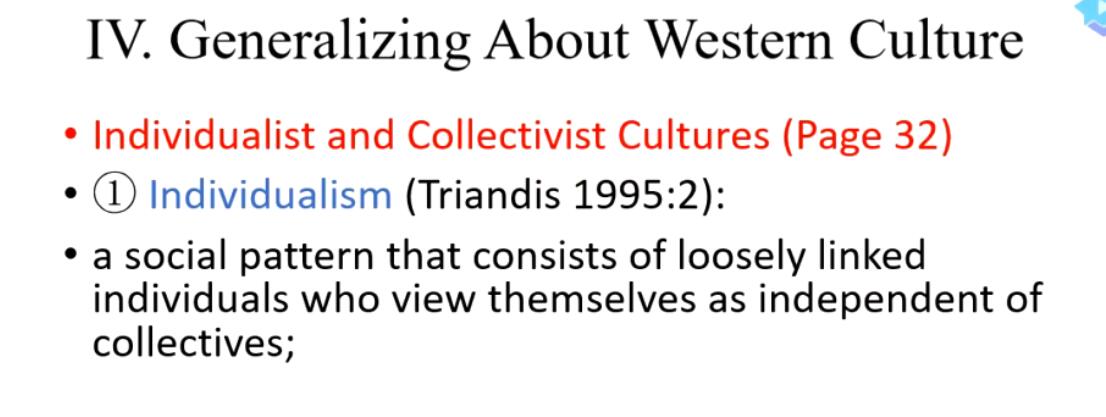 IV. Generalizing About Western Culture
• Individualist and Collectivist Cultures (Page 32)
• ① Individualism (Triandis 1995:2):
• a social pattern that consists of loosely linked
individuals who view themselves as independent of
collectives;